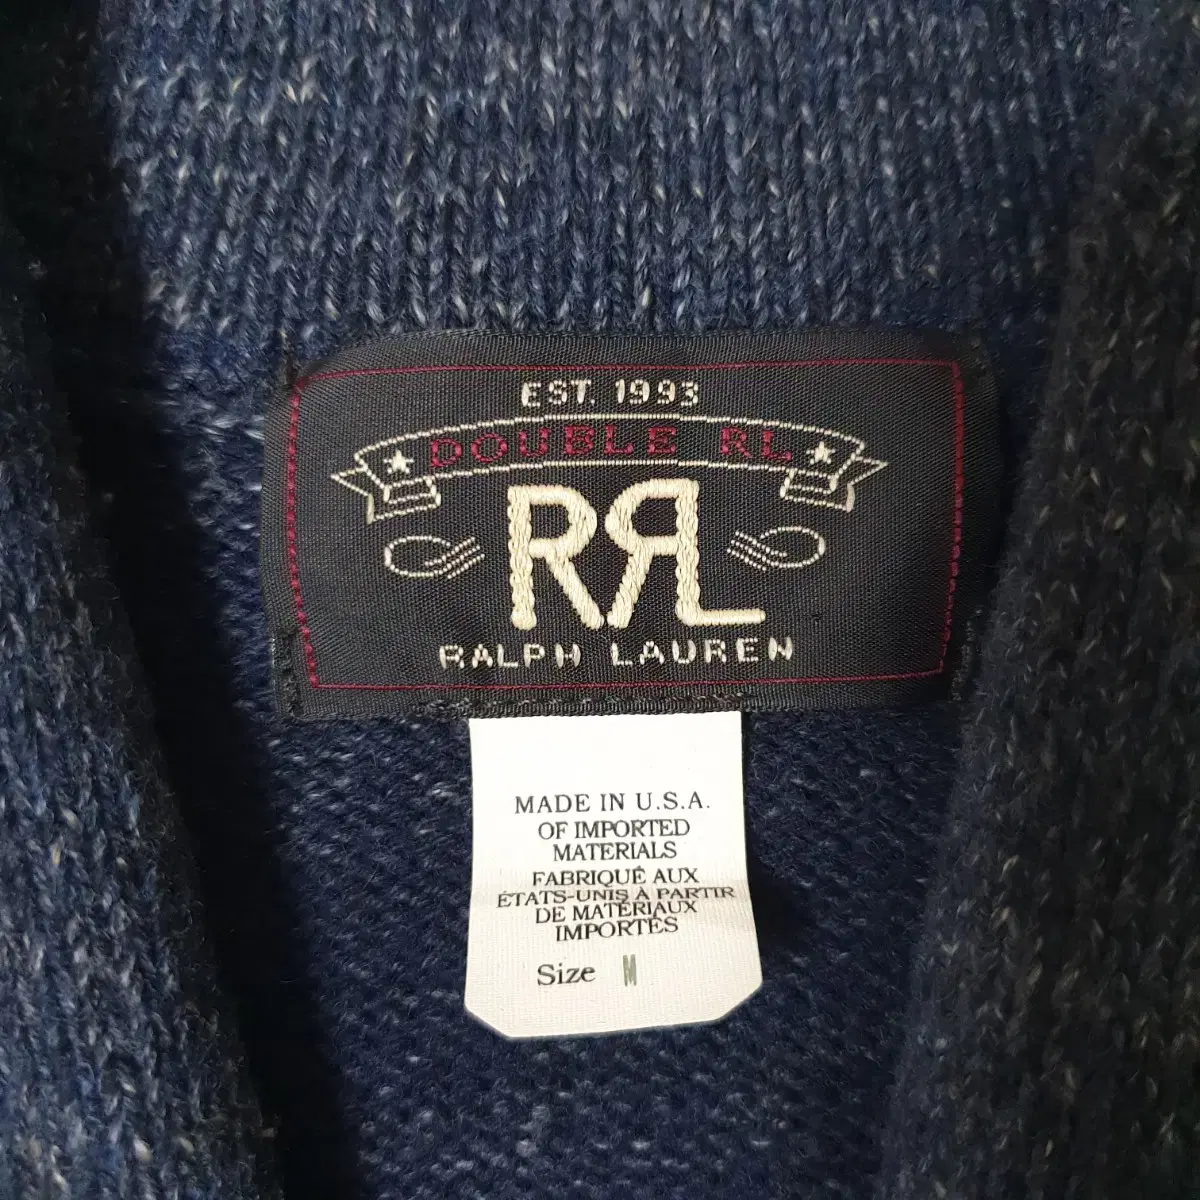 EST. 1993
DOUBLE RL
RRL
RALPH LAUREN
MADE IN U.S.A.
OF IMPORTED
MATERIALS
FABRIQUÉ AUX
ÉTATS-UNIS À PARTIR
DE MATÉRIAUX
IMPORTÉS
Size M